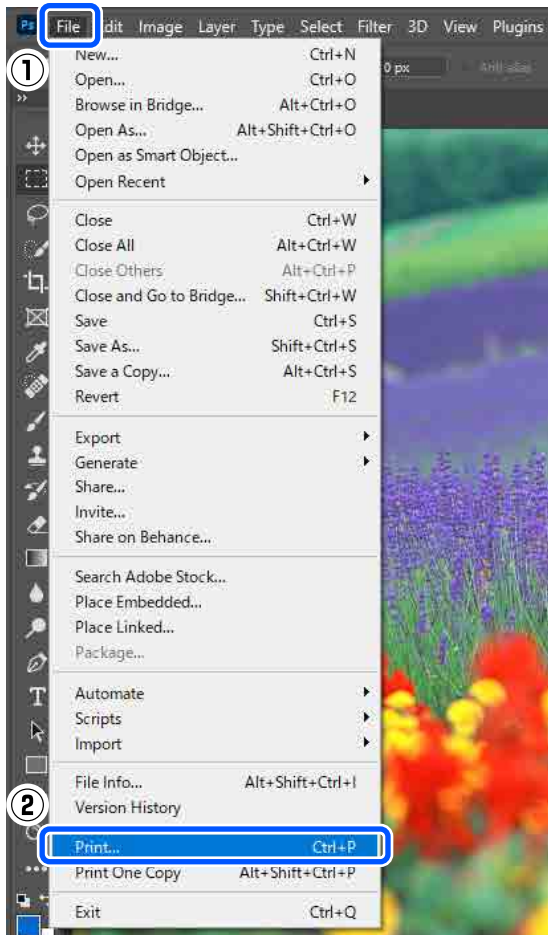 Ps File Edit Image Layer Type Select Filter 3D View Plugins
①
0 px Anti-alias
New... Ctrl+N
Open... Ctrl+O
Browse in Bridge... Alt+Ctrl+O
Open As... Alt+Shift+Ctrl+O
Open as Smart Object...
Open Recent
Close Ctrl+W
Close All Alt+Ctrl+W
Close Others Alt+Ctrl+P
Close and Go to Bridge... Shift+Ctrl+W
Save Ctrl+S
Save As... Shift+Ctrl+S
Save a Copy... Alt+Ctrl+S
Revert F12
Export
Generate
Share...
Invite...
Share on Behance...
Search Adobe Stock...
Place Embedded...
Place Linked...
Package...
Automate
Scripts
Import
File Info... Alt+Shift+Ctrl+I
Version History
②
Print... Ctrl+P
Print One Copy Alt+Shift+Ctrl+P
Exit Ctrl+Q